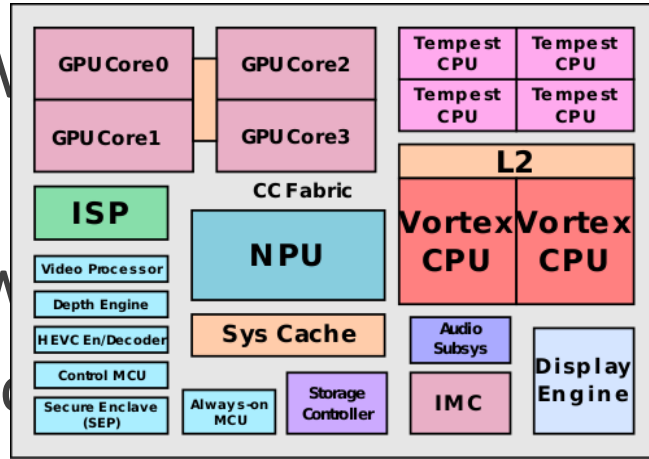 GPU Core0
GPU Core2
GPU Core1
GPU Core3
Tempest
CPU
Tempest
CPU
Tempest
CPU
Tempest
CPU
L2
Vortex
CPU
Vortex
CPU
CC Fabric
ISP
NPU
Video Processor
Depth Engine
HEVC En/Decoder
Control MCU
Secure Enclave
(SEP)
Sys Cache
Always-on
MCU
Storage
Controller
Audio
Subsys
IMC
Display
Engine